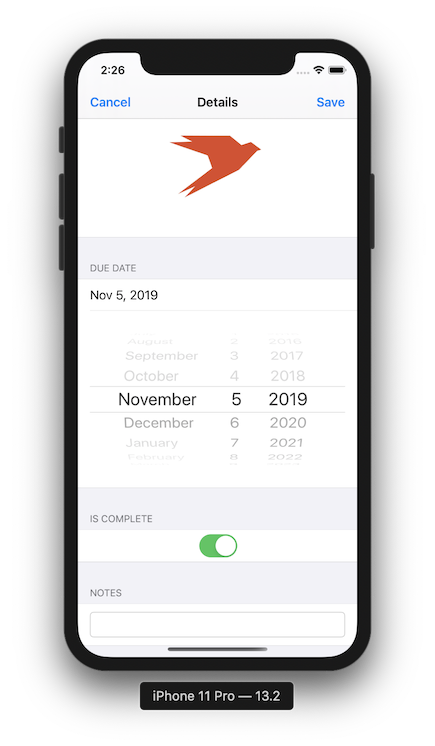 2:26
Cancel Details Save
DUE DATE
Nov 5, 2019
August 2 2016
September 3 2017
October 4 2018
November 5 2019
December 6 2020
January 7 2021
February 8 2022
IS COMPLETE
NOTES
iPhone 11 Pro — 13.2